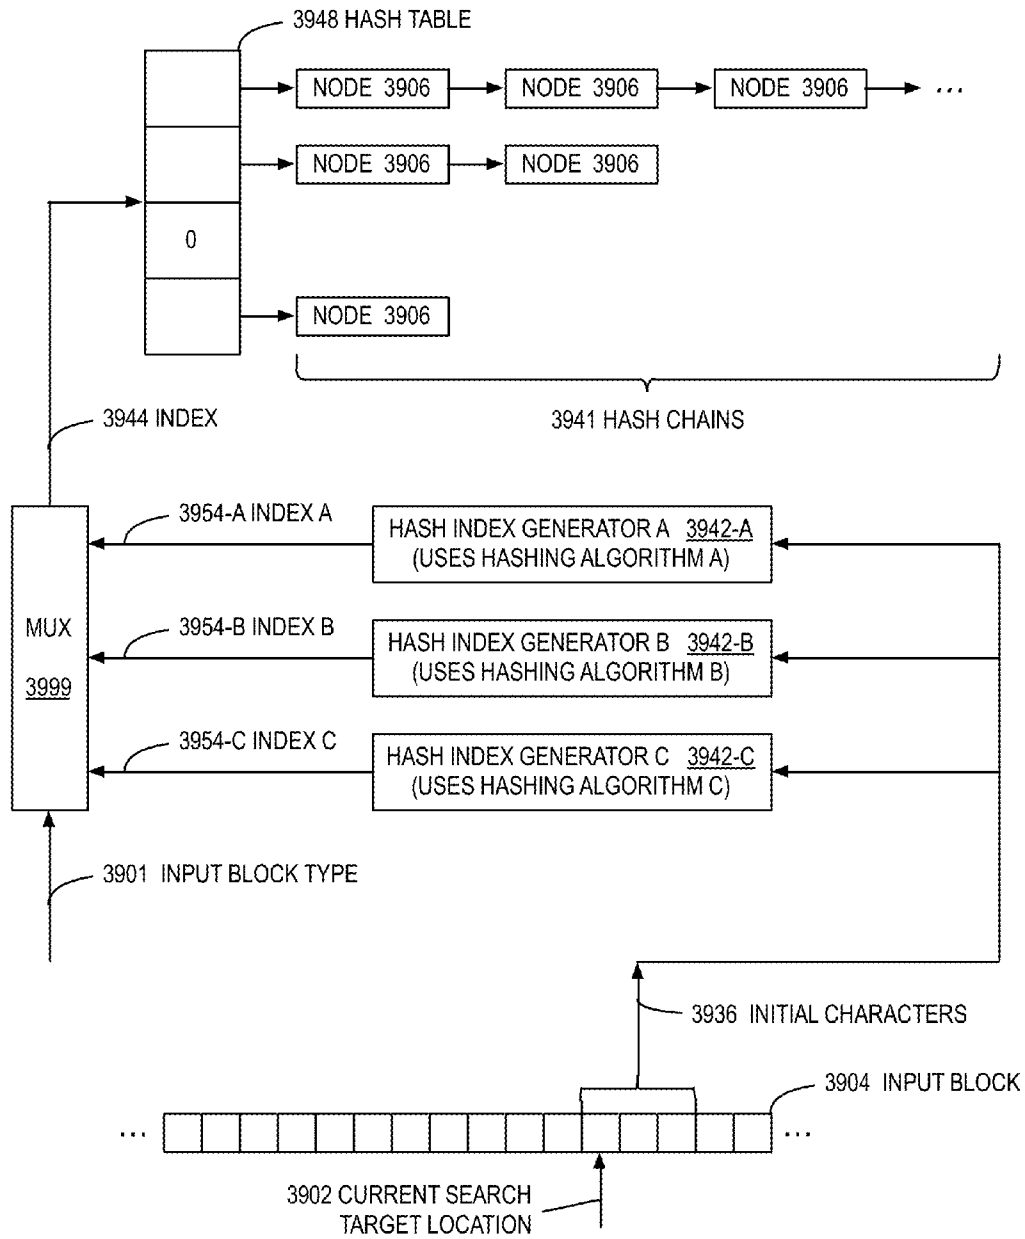 3948 HASH TABLE
NODE 3906
NODE 3906
NODE 3906
...
NODE 3906
NODE 3906
0
NODE 3906
3944 INDEX
3941 HASH CHAINS
3954-A INDEX A
HASH INDEX GENERATOR A 3942-A
(USES HASHING ALGORITHM A)
MUX
3999
3954-B INDEX B
HASH INDEX GENERATOR B 3942-B
(USES HASHING ALGORITHM B)
3954-C INDEX C
HASH INDEX GENERATOR C 3942-C
(USES HASHING ALGORITHM C)
3901 INPUT BLOCK TYPE
3936 INITIAL CHARACTERS
3904 INPUT BLOCK
...
...
3902 CURRENT SEARCH
TARGET LOCATION